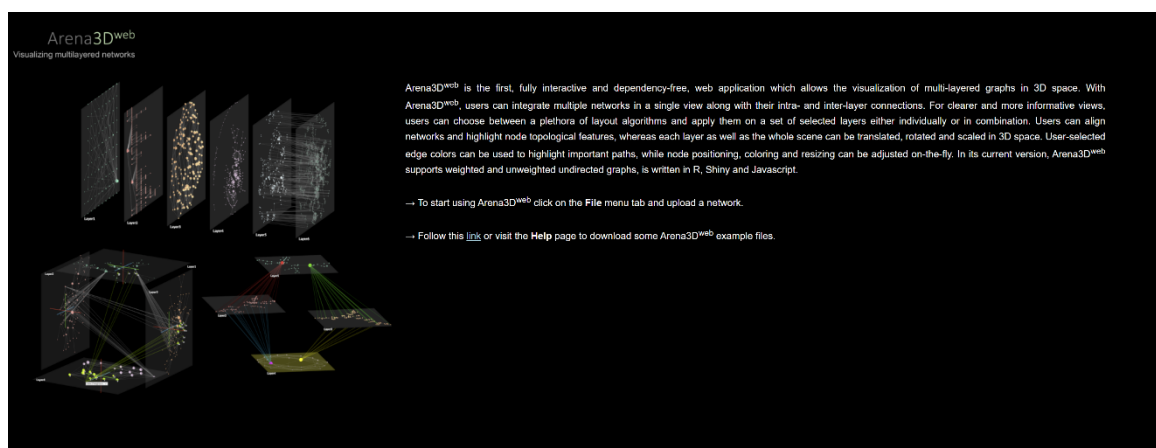 Arena3Dweb
Visualizing multilayered networks
Arena3Dweb is the first, fully interactive and dependency-free, web application which allows the visualization of multi-layered graphs in 3D space. With
Arena3Dweb, users can integrate multiple networks in a single view along with their intra- and inter-layer connections. For clearer and more informative views,
users can choose between a plethora of layout algorithms and apply them on a set of selected layers either individually or in combination. Users can align
networks and highlight node topological features, whereas each layer as well as the whole scene can be translated, rotated and scaled in 3D space. User-selected
edge colors can be used to highlight important paths, while node positioning, coloring and resizing can be adjusted on-the-fly. In its current version, Arena3Dweb
supports weighted and unweighted undirected graphs, is written in R, Shiny and Javascript.
→ To start using Arena3Dweb click on the File menu tab and upload a network.
→ Follow this link or visit the Help page to download some Arena3Dweb example files.